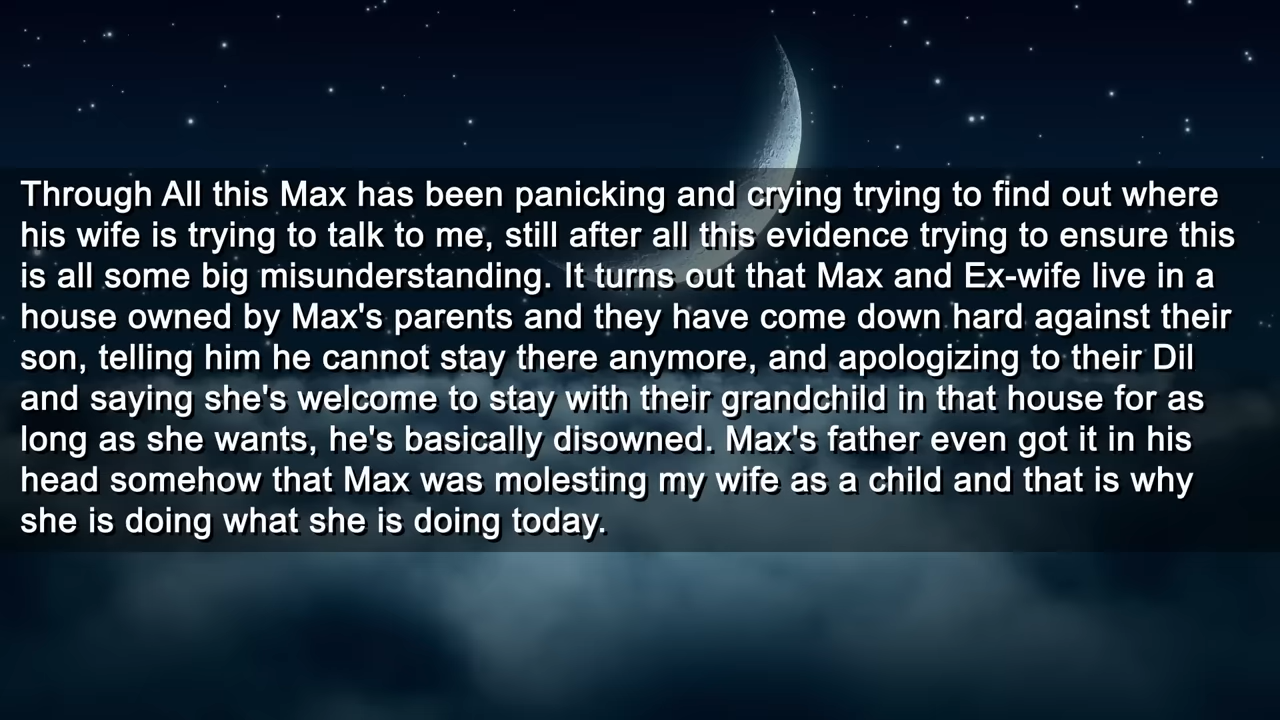 Through All this Max has been panicking and crying trying to find out where
his wife is trying to talk to me, still after all this evidence trying to ensure this
is all some big misunderstanding. It turns out that Max and Ex-wife live in a
house owned by Max's parents and they have come down hard against their
son, telling him he cannot stay there anymore, and apologizing to their Dil
and saying she's welcome to stay with their grandchild in that house for as
long as she wants, he's basically disowned. Max's father even got it in his
head somehow that Max was molesting my wife as a child and that is why
she is doing what she is doing today.